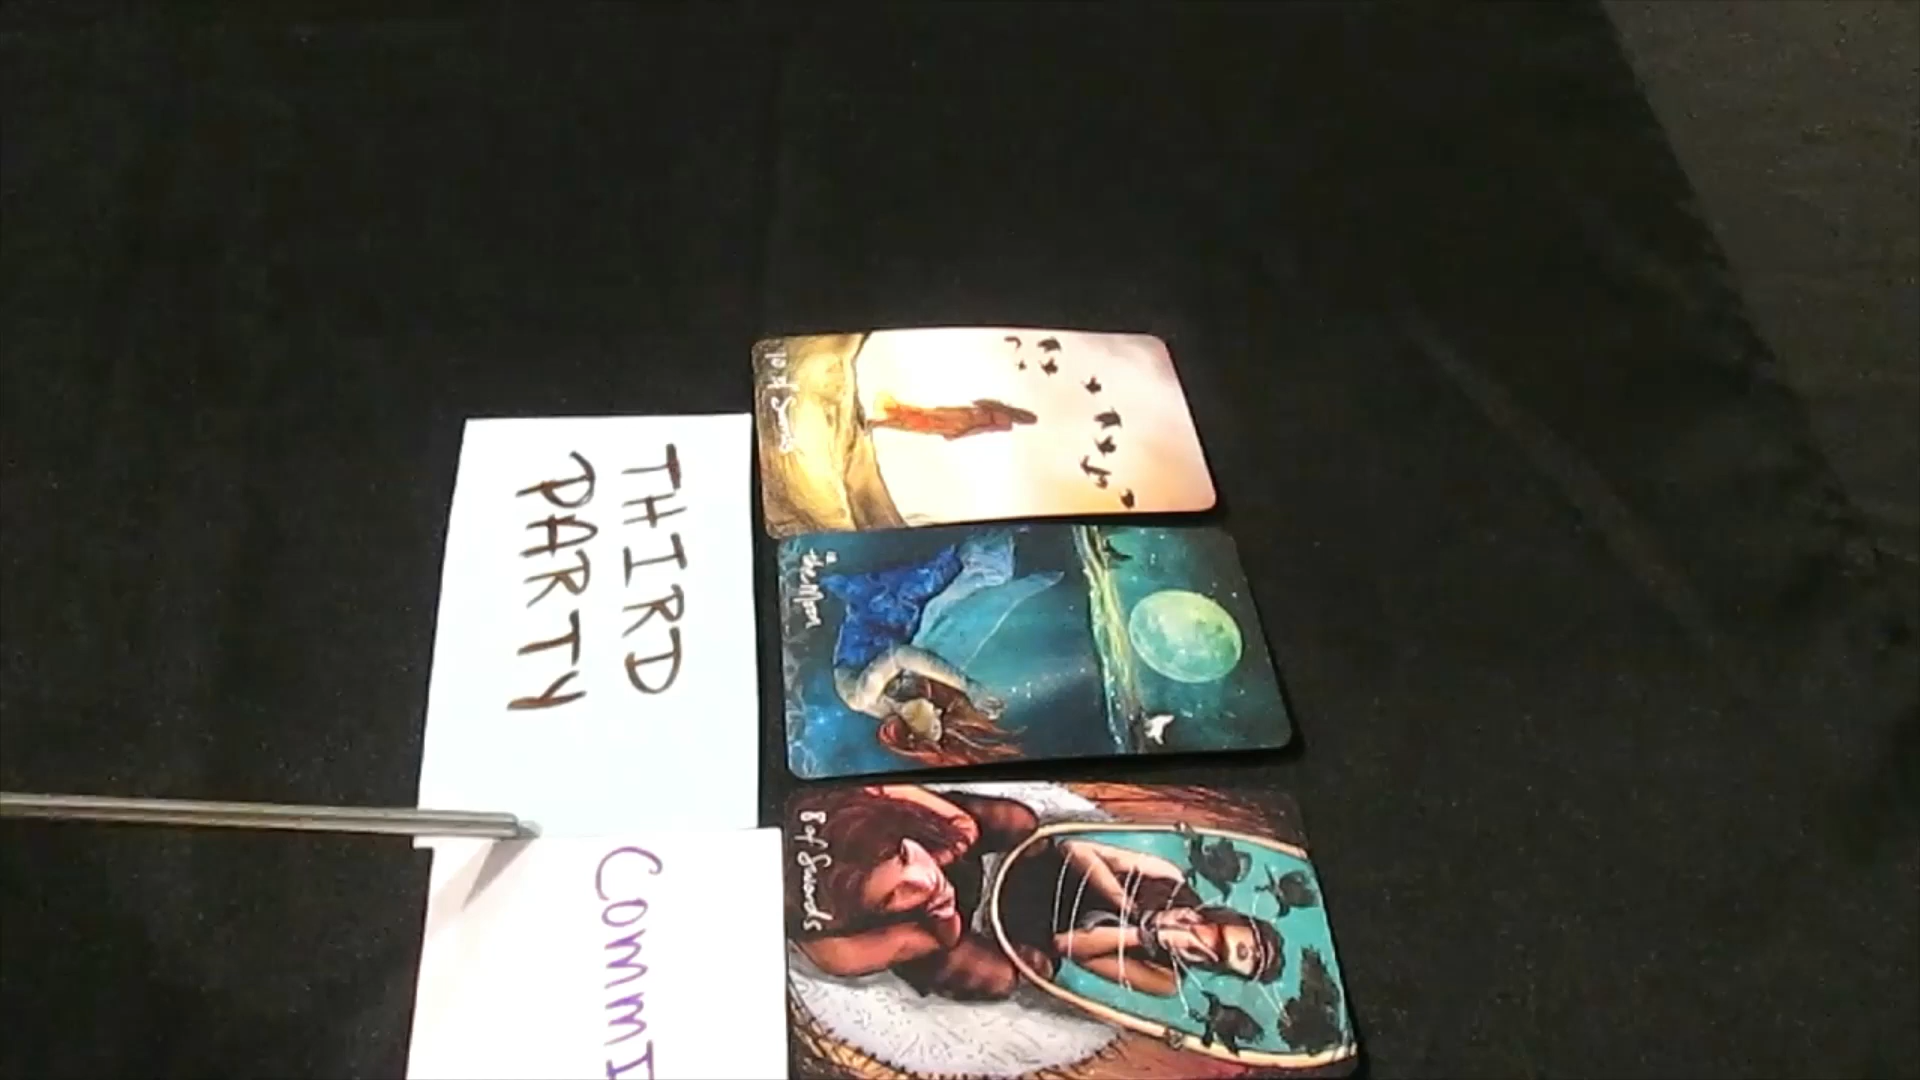 THIRD
PARTY
10 of Swords
the Moon
8 of Swords
COMMI